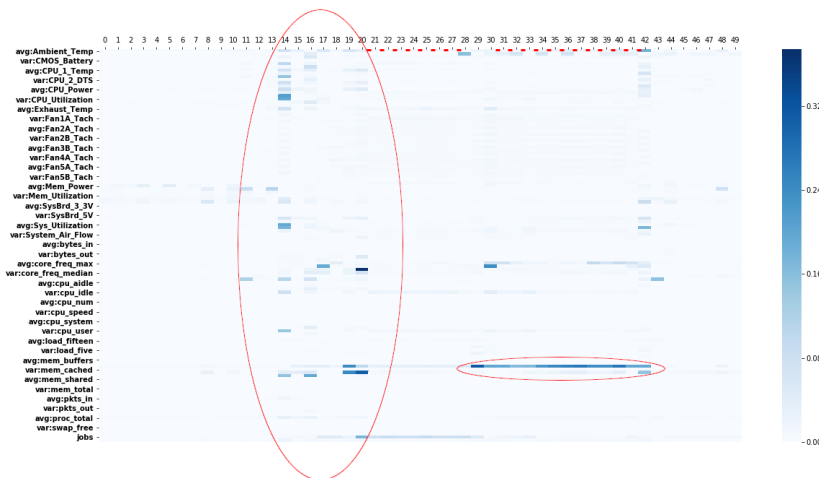 0 1 2 3 4 5 6 7 8 9 10 11 12 13 14 15 16 17 18 19 20 21 22 23 24 25 26 27 28 29 30 31 32 33 34 35 36 37 38 39 40 41 42 43 44 45 46 47 48 49
avg:Ambient_Temp
var:CMOS_Battery
avg:CPU_1_Temp
var:CPU_2_DTS
avg:CPU_Power
var:CPU_Utilization
avg:Exhaust_Temp
var:Fan1A_Tach
avg:Fan2A_Tach
var:Fan2B_Tach
avg:Fan3B_Tach
var:Fan4A_Tach
avg:Fan5A_Tach
var:Fan5B_Tach
avg:Mem_Power
var:Mem_Utilization
avg:SysBrd_3_3V
var:SysBrd_5V
avg:Sys_Utilization
var:System_Air_Flow
avg:bytes_in
var:bytes_out
avg:core_freq_max
var:core_freq_median
avg:cpu_aidle
var:cpu_idle
avg:cpu_num
var:cpu_speed
avg:cpu_system
var:cpu_user
avg:load_fifteen
var:load_five
avg:mem_buffers
var:mem_cached
avg:mem_shared
var:mem_total
avg:pkts_in
var:pkts_out
avg:proc_total
var:swap_free
jobs
0.32
0.24
0.16
0.08
0.00